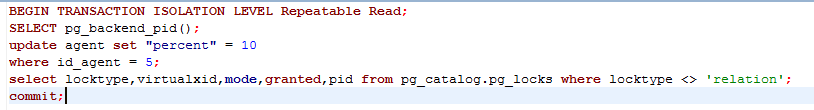 BEGIN TRANSACTION ISOLATION LEVEL Repeatable Read;
SELECT pg_backend_pid();
update agent set "percent" = 10
where id_agent = 5;
select locktype,virtualxid,mode,granted,pid from pg_catalog.pg_locks where locktype <> 'relation';
commit;